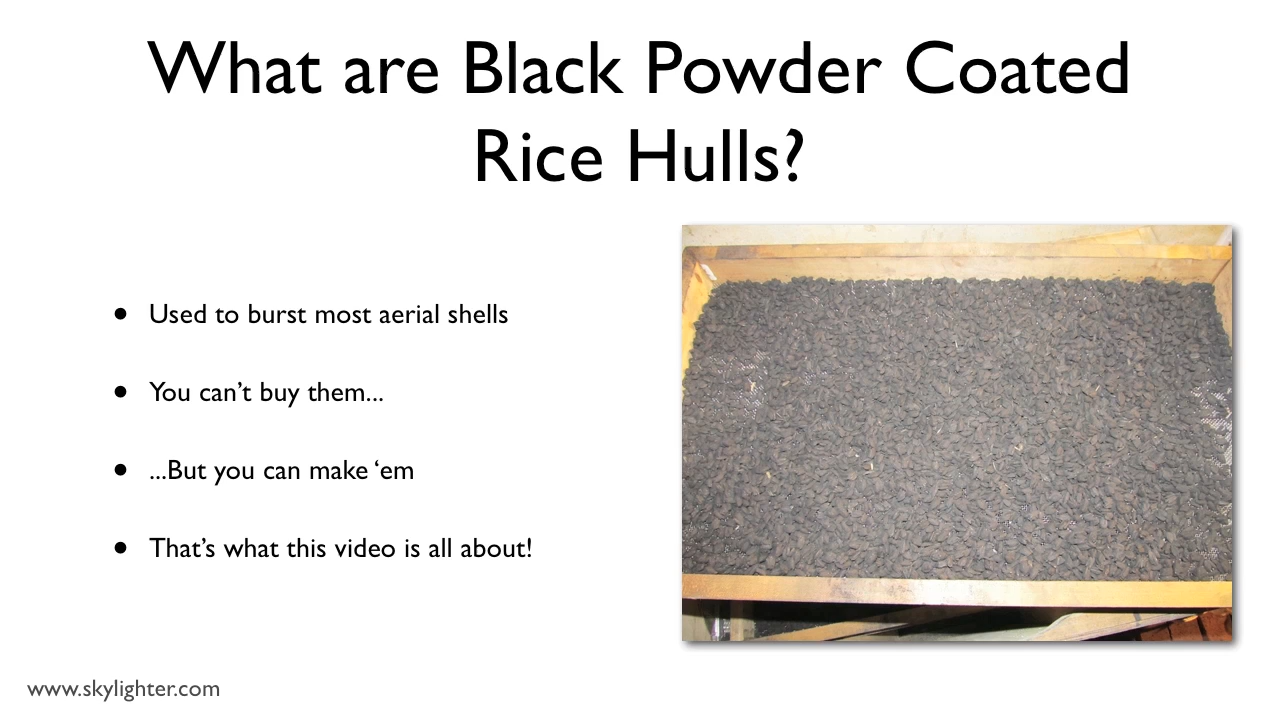 What are Black Powder Coated
Rice Hulls?
• Used to burst most aerial shells
• You can’t buy them...
• ...But you can make ‘em
• That’s what this video is all about!
www.skylighter.com